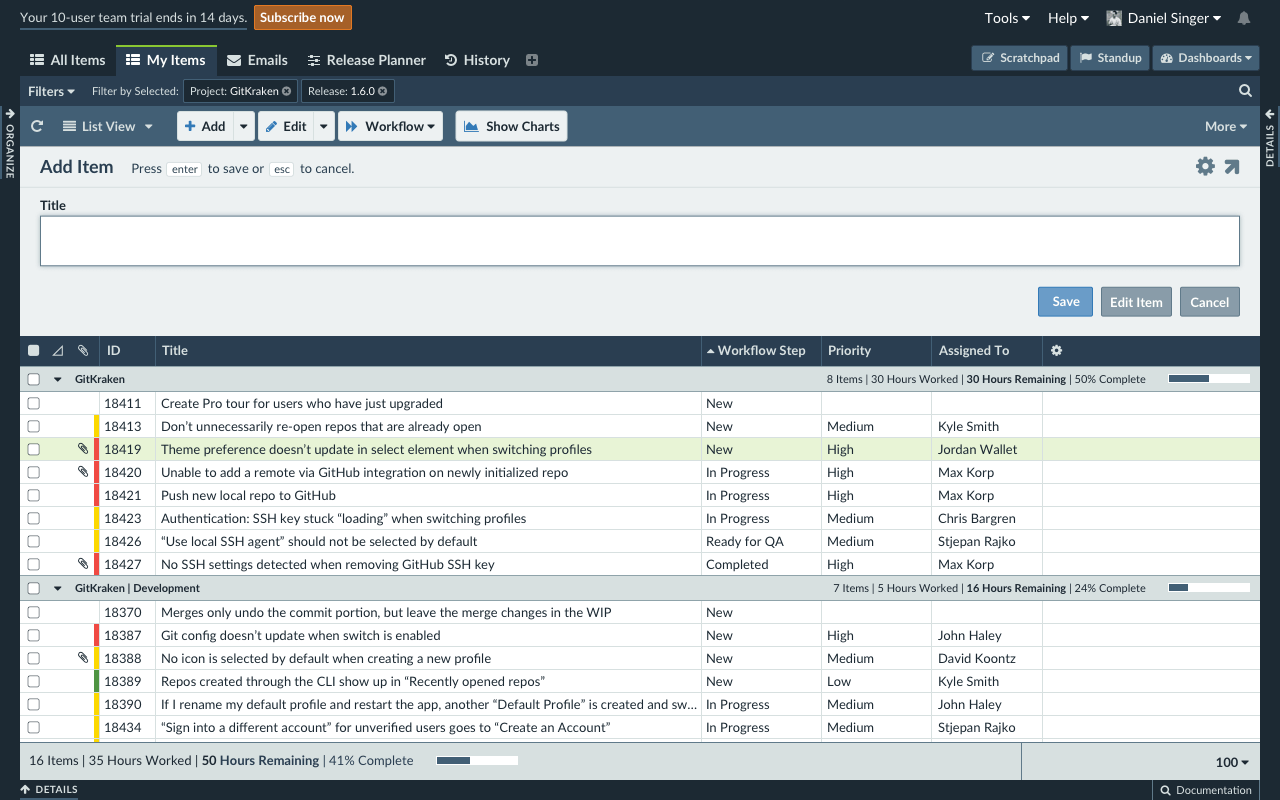 Your 10-user team trial ends in 14 days. Subscribe now Tools Help Daniel Singer
All Items My Items Emails Release Planner History Scratchpad Standup Dashboards
Filters Filter by Selected: Project: GitKraken Release: 1.6.0
ORGANIZE
DETAILS
List View Add Edit Workflow Show Charts More
Add Item Press enter to save or esc to cancel.
Title
Save Edit Item Cancel
ID Title Workflow Step Priority Assigned To
GitKraken 8 Items | 30 Hours Worked | 30 Hours Remaining | 50% Complete
18411 Create Pro tour for users who have just upgraded New
18413 Don’t unnecessarily re-open repos that are already open New Medium Kyle Smith
18419 Theme preference doesn’t update in select element when switching profiles New High Jordan Wallet
18420 Unable to add a remote via GitHub integration on newly initialized repo In Progress High Max Korp
18421 Push new local repo to GitHub In Progress High Max Korp
18423 Authentication: SSH key stuck “loading” when switching profiles In Progress Medium Chris Bargren
18426 “Use local SSH agent” should not be selected by default Ready for QA Medium Stjepan Rajko
18427 No SSH settings detected when removing GitHub SSH key Completed High Max Korp
GitKraken | Development 7 Items | 5 Hours Worked | 16 Hours Remaining | 24% Complete
18370 Merges only undo the commit portion, but leave the merge changes in the WIP New
18387 Git config doesn’t update when switch is enabled New High John Haley
18388 No icon is selected by default when creating a new profile New Medium David Koontz
18389 Repos created through the CLI show up in “Recently opened repos” New Low Kyle Smith
18390 If I rename my default profile and restart the app, another “Default Profile” is created and sw... In Progress Medium John Haley
18434 “Sign into a different account” for unverified users goes to “Create an Account” In Progress Medium Stjepan Rajko
16 Items | 35 Hours Worked | 50 Hours Remaining | 41% Complete 100
DETAILS Documentation